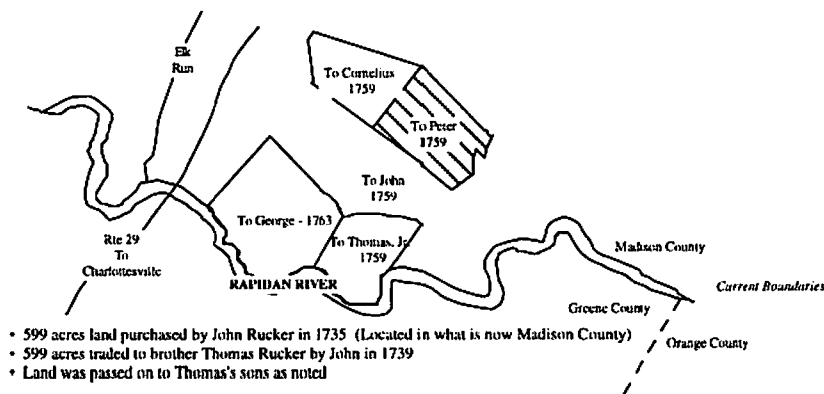 Elk
Run
To Cornelius
1759
To Peter
1759
To John
1759
To George - 1763
To Thomas, Jr.
1759
Rte 29
To
Charlottesville
RAPIDAN RIVER
Madison County
Current Boundaries
Greene County
Orange County
• 599 acres land purchased by John Rucker in 1735 (Located in what is now Madison County)
• 599 acres traded to brother Thomas Rucker by John in 1739
• Land was passed on to Thomas's sons as noted